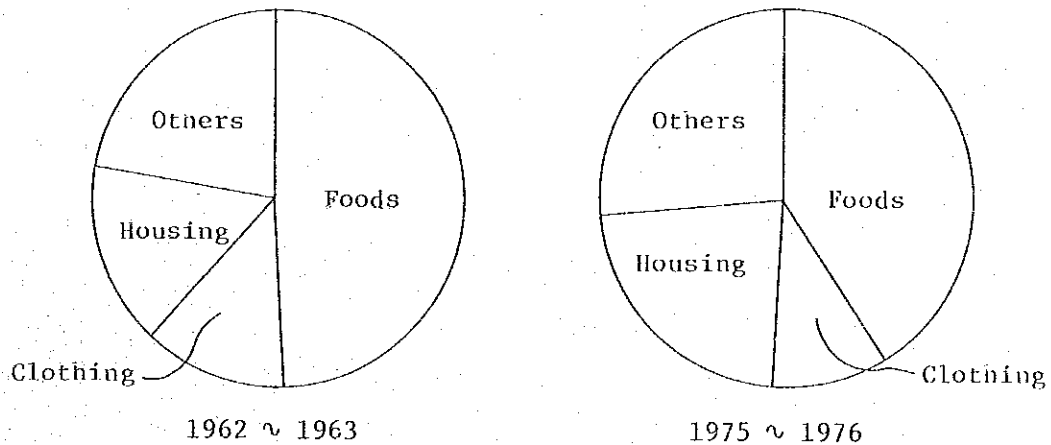 Others
Foods
Housing
Clothing
1962 ~ 1963
Others
Foods
Housing
Clothing
1975 ~ 1976